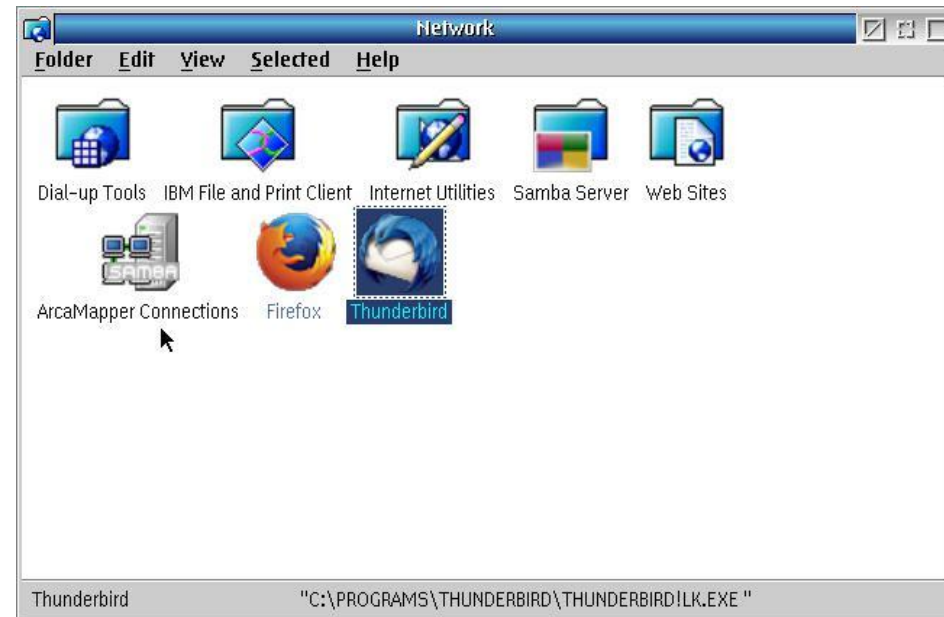 Network
Folder Edit View Selected Help
Dial-up Tools IBM File and Print Client Internet Utilities Samba Server Web Sites
SAMBA
ArcaMapper Connections Firefox Thunderbird
Thunderbird "C:\PROGRAMS\THUNDERBIRD\THUNDERBIRD!LK.EXE "